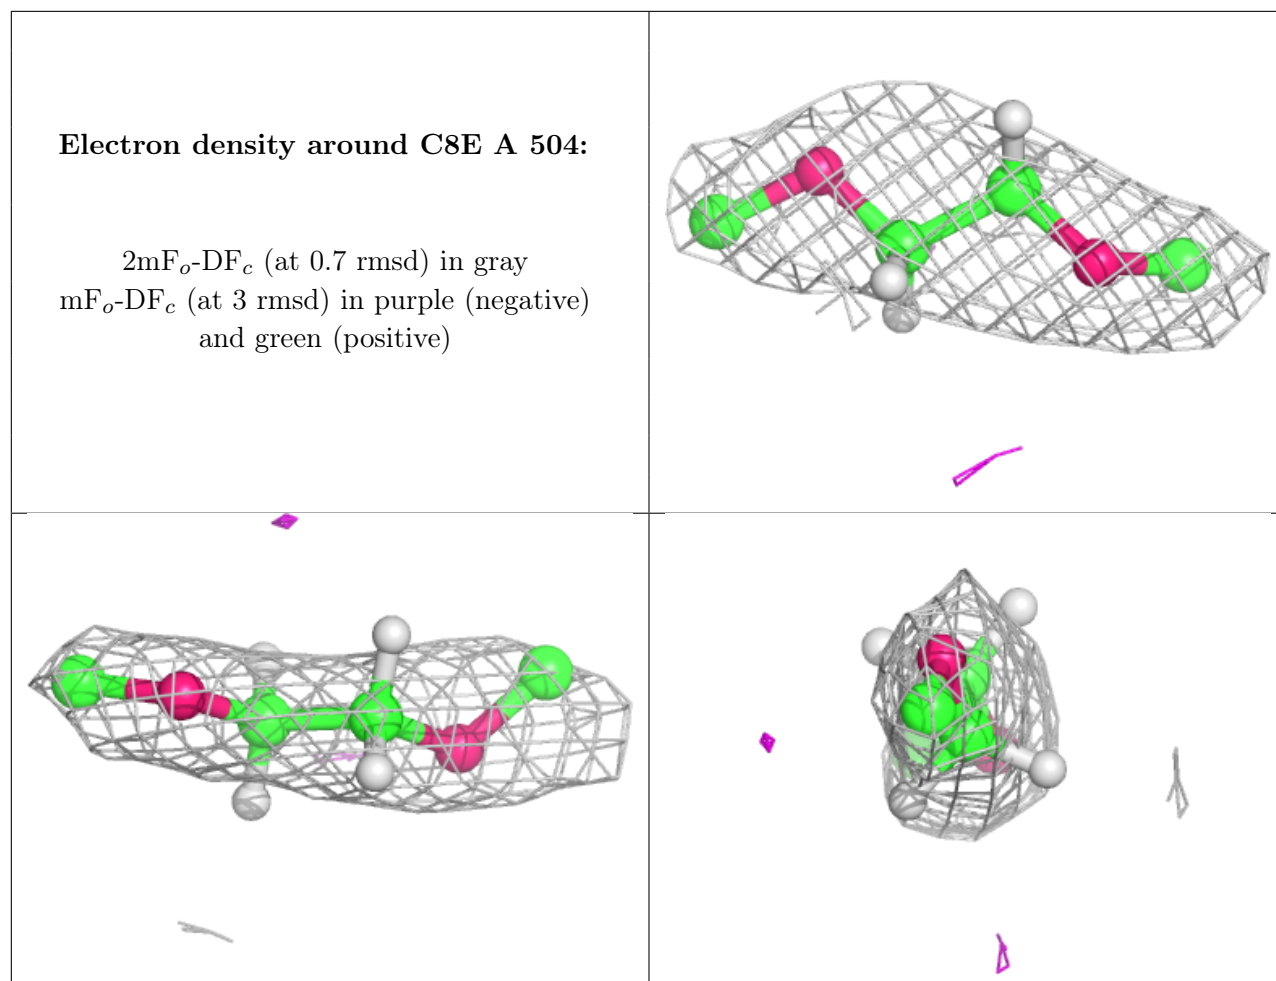 Electron density around C8E A 504:
2mFo-DFc (at 0.7 rmsd) in gray
mFo-DFc (at 3 rmsd) in purple (negative)
and green (positive)